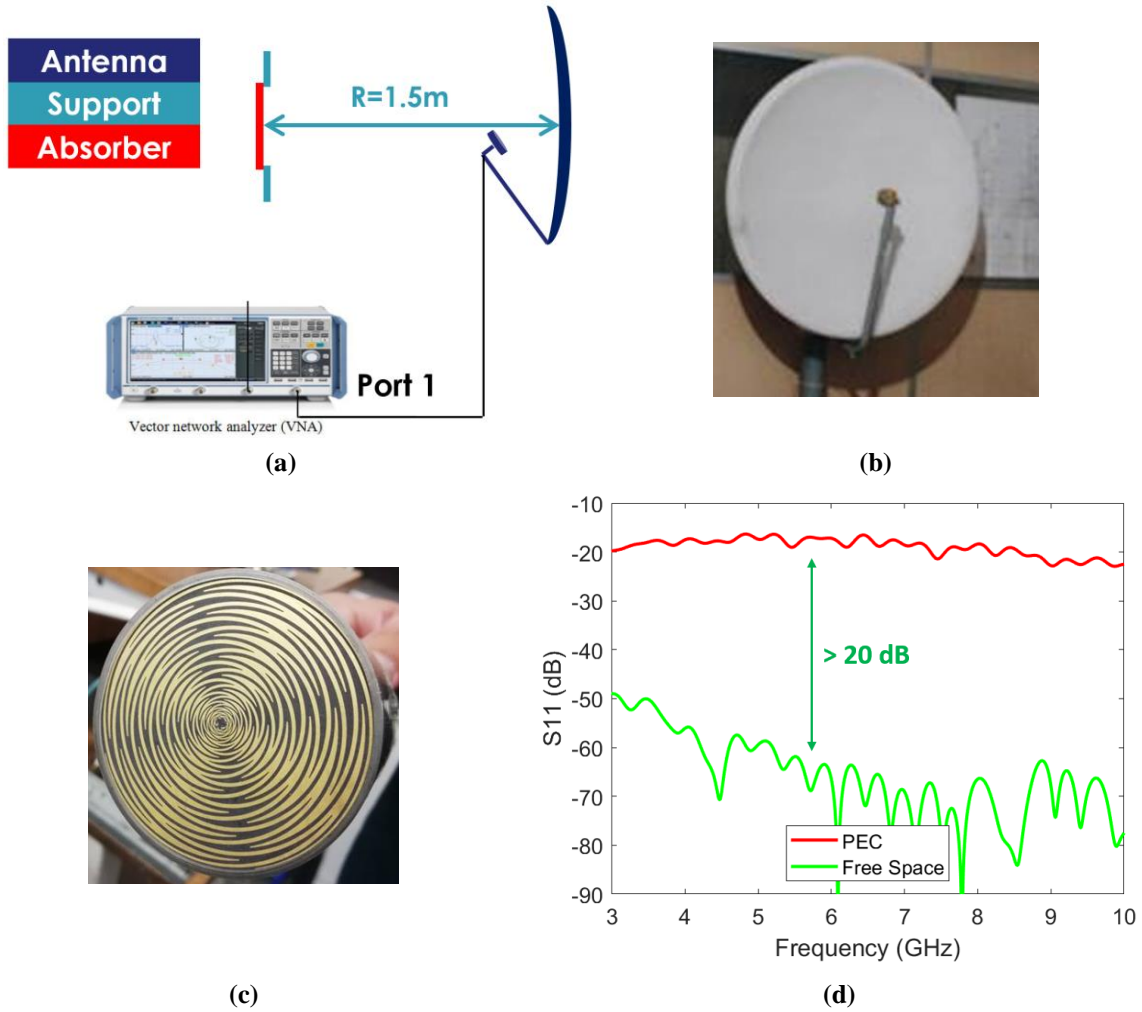 Antenna
Support
Absorber
R=1.5m
Port 1
Vector network analyzer (VNA)
(a)
(b)
(c)
-10
-20
-30
-40
-50
-60
-70
-80
-90
S11 (dB)
> 20 dB
PEC
Free Space
3 4 5 6 7 8 9 10
Frequency (GHz)
(d)